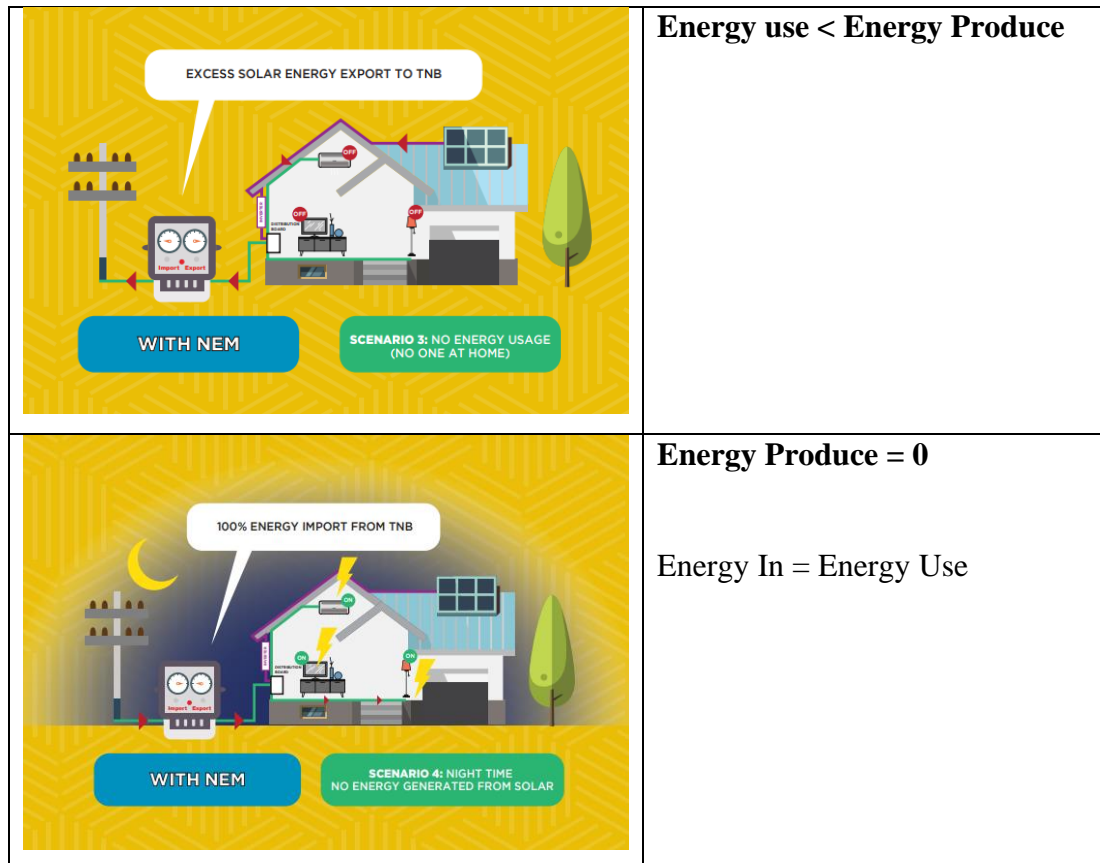 EXCESS SOLAR ENERGY EXPORT TO TNB
OFF
OFF
OFF
DISTRIBUTION
BOARD
Import Export
WITH NEM
SCENARIO 3: NO ENERGY USAGE
(NO ONE AT HOME)
Energy use < Energy Produce
100% ENERGY IMPORT FROM TNB
ON
ON
ON
DISTRIBUTION
BOARD
Import Export
WITH NEM
SCENARIO 4: NIGHT TIME
NO ENERGY GENERATED FROM SOLAR
Energy Produce = 0
Energy In = Energy Use